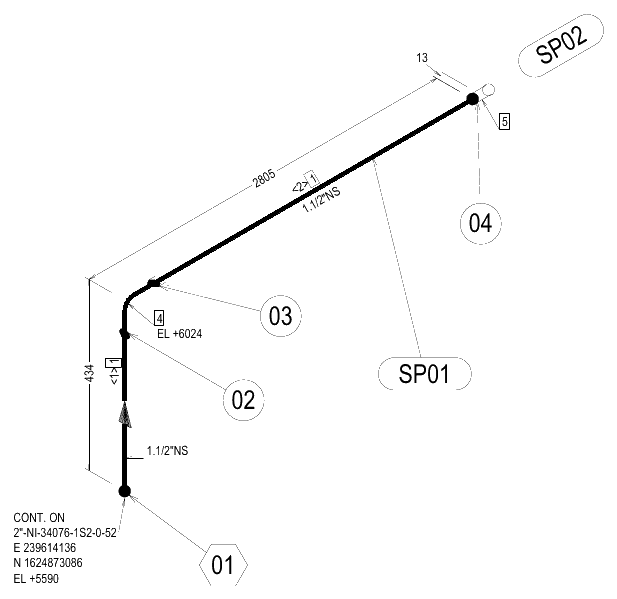 SP02
13
5
2805
<2> 1
1.1/2"NS
04
03
4
EL +6024
434
<1> 1
02
SP01
1.1/2"NS
CONT. ON
2"-NI-34076-1S2-0-52
E 239614136
N 1624873086
EL +5590
01